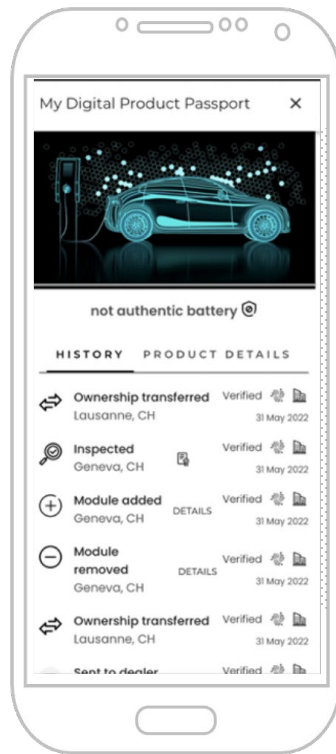 My Digital Product Passport
not authentic battery
HISTORY PRODUCT DETAILS
Ownership transferred Verified
Lausanne, CH 31 May 2022
Inspected Verified
Geneva, CH 31 May 2022
Module added DETAILS Verified
Geneva, CH 31 May 2022
Module
removed DETAILS Verified
Geneva, CH 31 May 2022
Ownership transferred Verified
Lausanne, CH 31 May 2022
Sent to dealer Verified